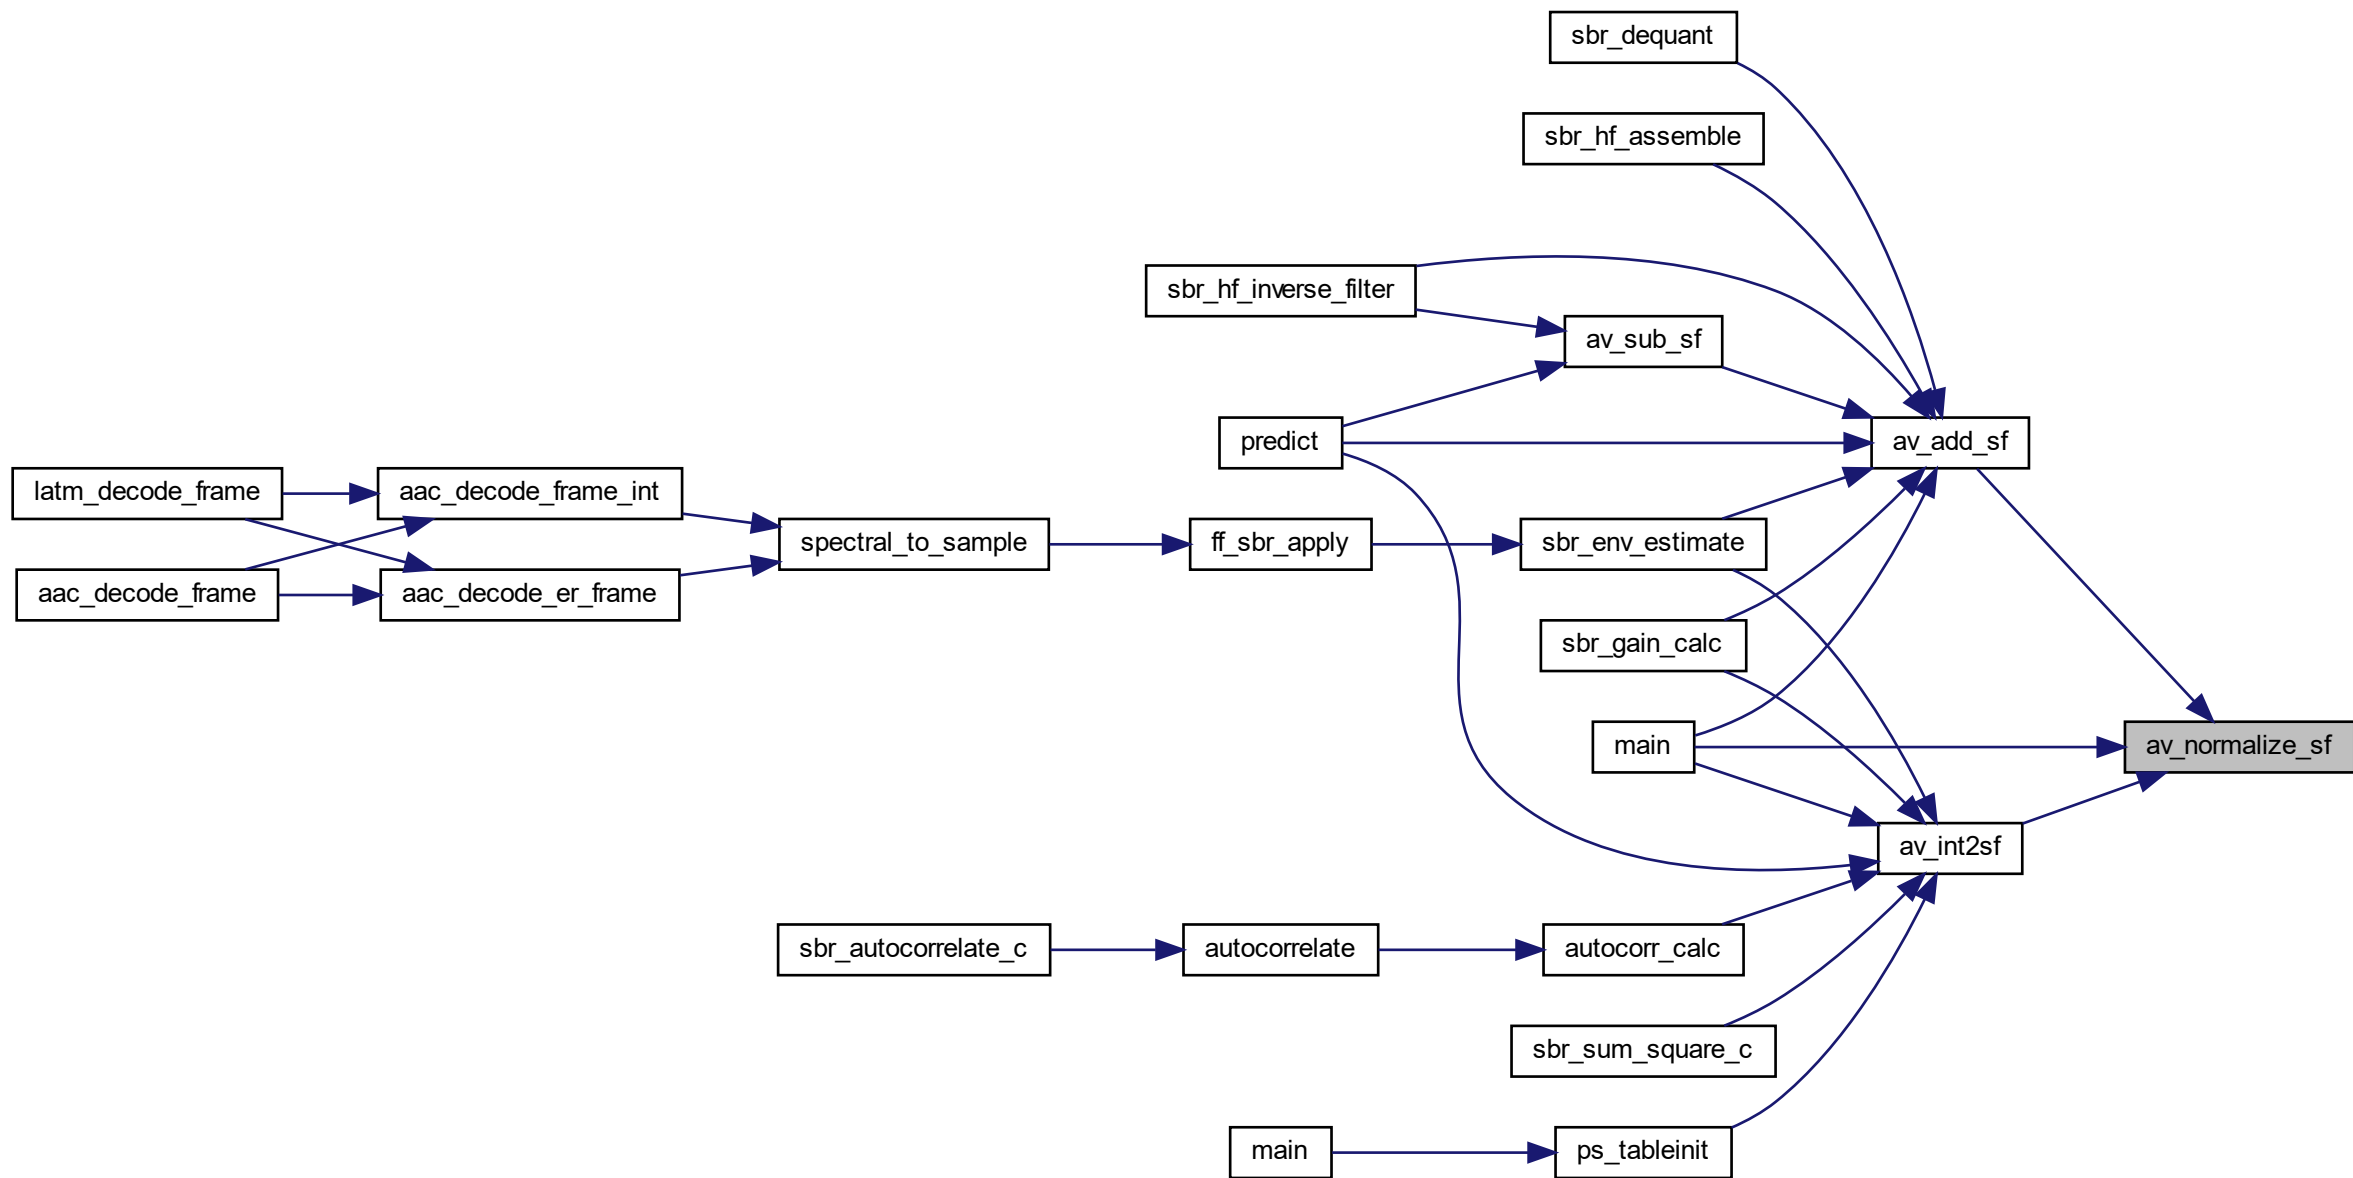 sbr_dequant
sbr_hf_assemble
sbr_hf_inverse_filter
av_sub_sf
predict
av_add_sf
latm_decode_frame
aac_decode_frame_int
spectral_to_sample
ff_sbr_apply
sbr_env_estimate
aac_decode_frame
aac_decode_er_frame
sbr_gain_calc
main
av_normalize_sf
av_int2sf
sbr_autocorrelate_c
autocorrelate
autocorr_calc
sbr_sum_square_c
main
ps_tableinit